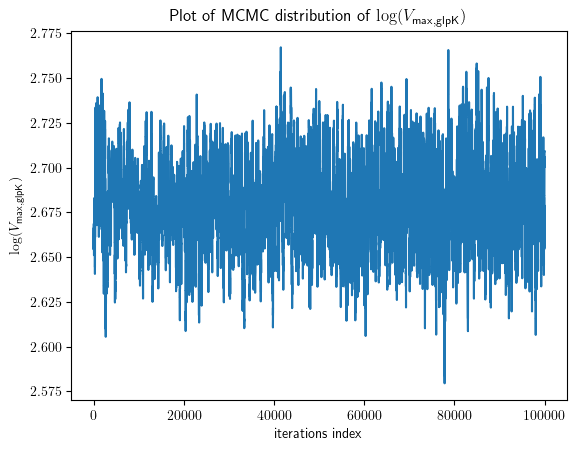 Plot of MCMC distribution of log(V_max,glpK)
2.775
2.750
2.725
2.700
2.675
2.650
2.625
2.600
2.575
log(V_max,glpK)
0 20000 40000 60000 80000 100000
iterations index